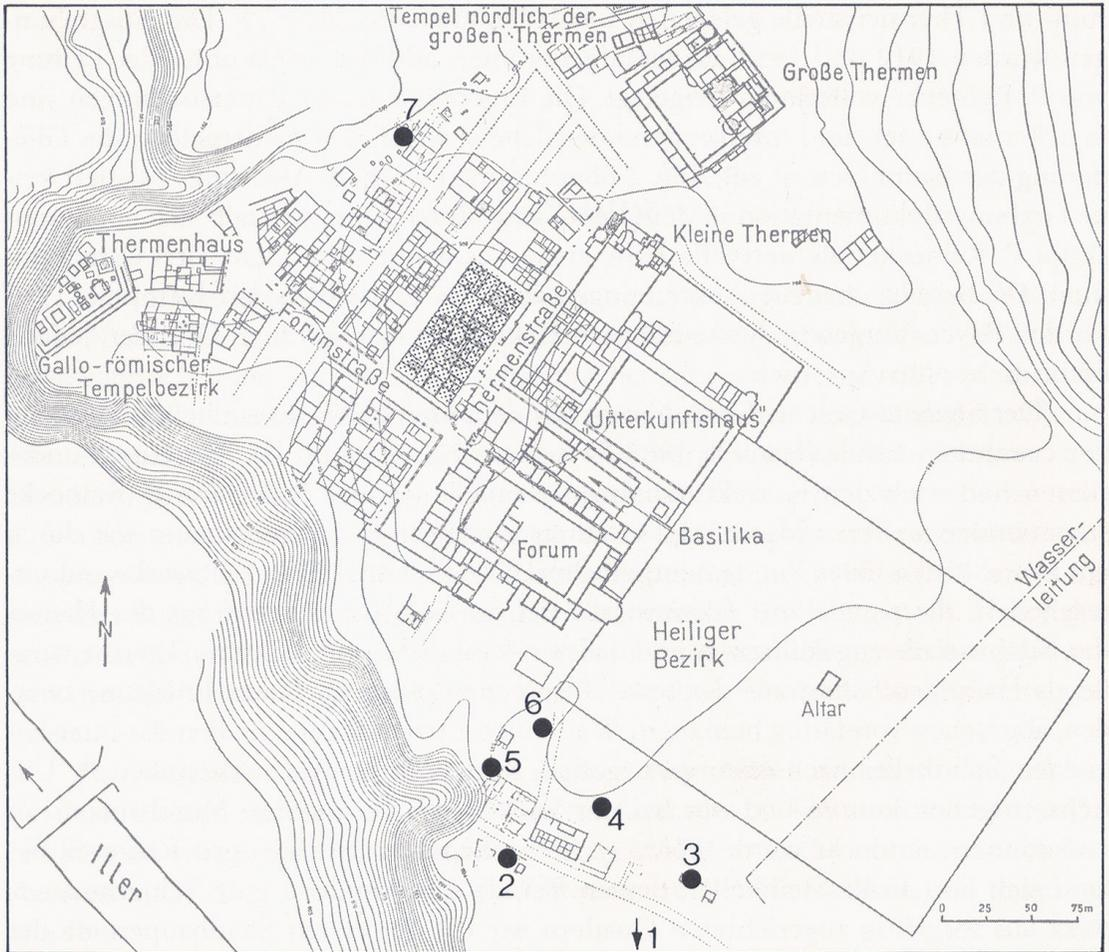 Tempel nördlich der
großen Thermen
Große Thermen
7
Thermenhaus
Kleine Thermen
Forumstraße
Thermenstraße
Gallo-römischer
Tempelbezirk
"Unterkunftshaus"
Forum
Basilika
Wasser-
leitung
N
Heiliger
Bezirk
Altar
6
5
4
Iller
2
3
0 25 50 75m
1